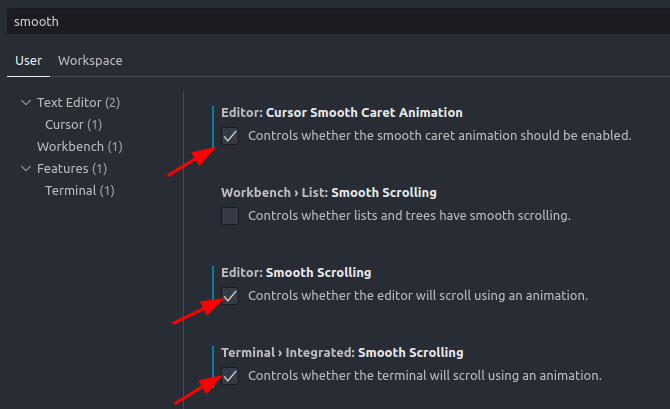 smooth
User Workspace
Text Editor (2)
Cursor (1)
Workbench (1)
Features (1)
Terminal (1)
Editor: Cursor Smooth Caret Animation
Controls whether the smooth caret animation should be enabled.
Workbench › List: Smooth Scrolling
Controls whether lists and trees have smooth scrolling.
Editor: Smooth Scrolling
Controls whether the editor will scroll using an animation.
Terminal › Integrated: Smooth Scrolling
Controls whether the terminal will scroll using an animation.